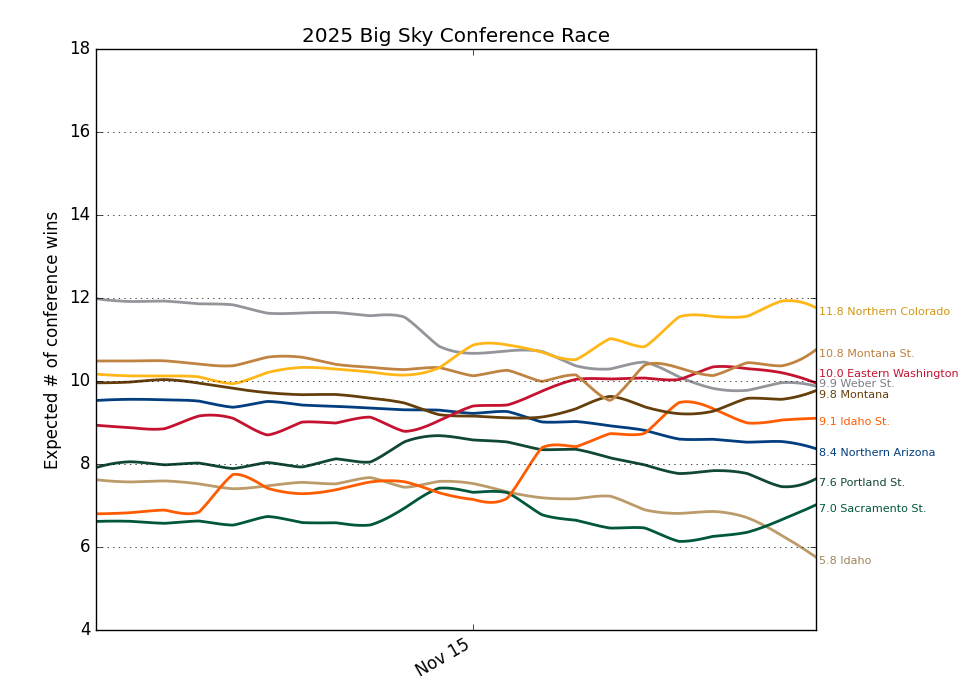 2025 Big Sky Conference Race
Expected # of conference wins
18
16
14
12
10
8
6
4
Nov 15
11.8 Northern Colorado
10.8 Montana St.
10.0 Eastern Washington
9.9 Weber St.
9.8 Montana
9.1 Idaho St.
8.4 Northern Arizona
7.6 Portland St.
7.0 Sacramento St.
5.8 Idaho